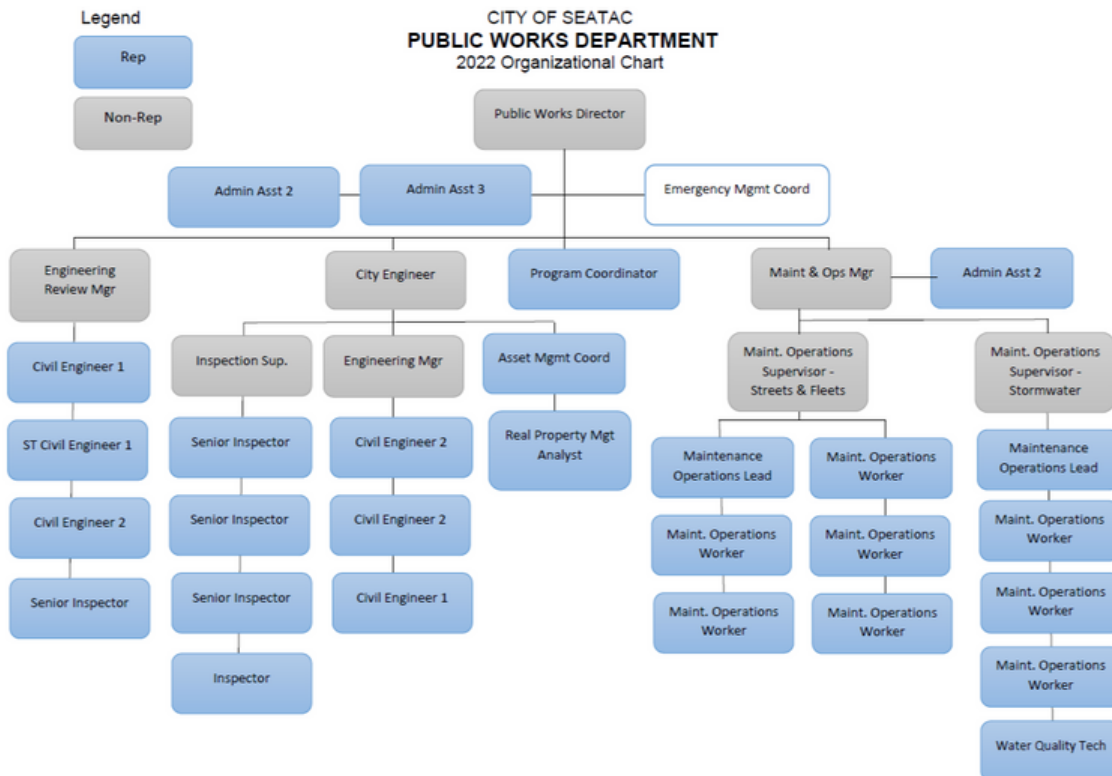 Legend
CITY OF SEATAC
PUBLIC WORKS DEPARTMENT
2022 Organizational Chart
Rep
Non-Rep
Public Works Director
Admin Asst 2
Admin Asst 3
Emergency Mgmt Coord
Engineering
Review Mgr
City Engineer
Program Coordinator
Maint & Ops Mgr
Admin Asst 2
Civil Engineer 1
ST Civil Engineer 1
Civil Engineer 2
Senior Inspector
Inspection Sup.
Senior Inspector
Senior Inspector
Senior Inspector
Inspector
Engineering Mgr
Civil Engineer 2
Civil Engineer 2
Civil Engineer 1
Asset Mgmt Coord
Real Property Mgt
Analyst
Maint. Operations
Supervisor -
Streets & Fleets
Maintenance
Operations Lead
Maint. Operations
Worker
Maint. Operations
Worker
Maint. Operations
Worker
Maint. Operations
Worker
Maint. Operations
Worker
Maint. Operations
Supervisor -
Stormwater
Maintenance
Operations Lead
Maint. Operations
Worker
Maint. Operations
Worker
Maint. Operations
Worker
Water Quality Tech